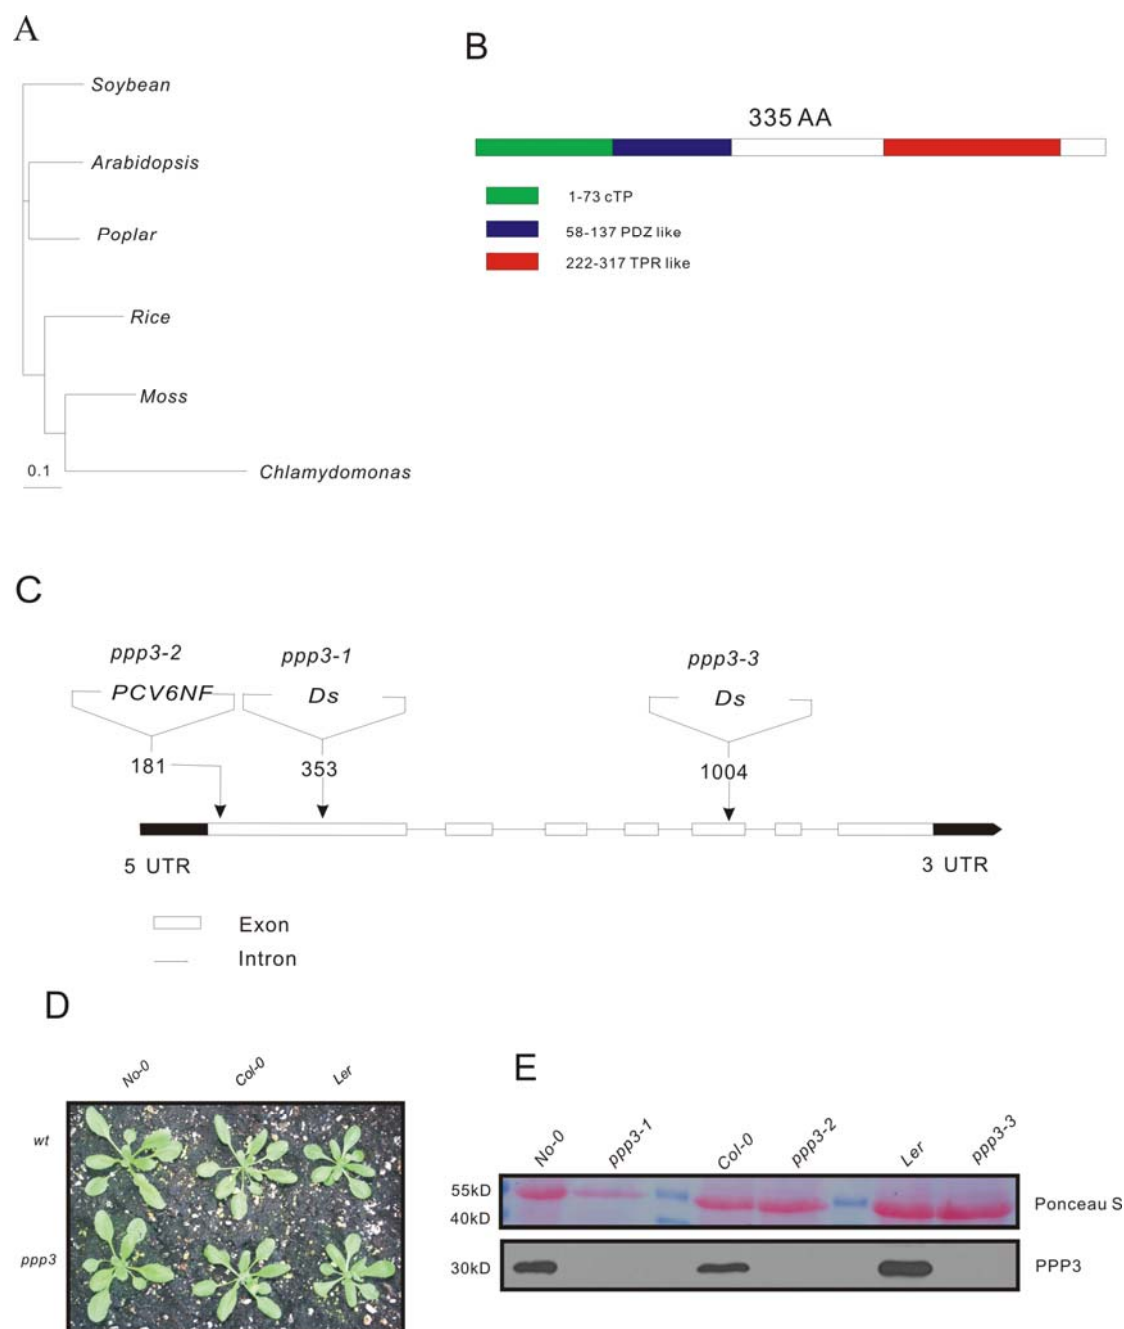 A
Soybean
Arabidopsis
Poplar
Rice
Moss
Chlamydomonas
0.1
B
335 AA
1-73 cTP
58-137 PDZ like
222-317 TPR like
C
ppp3-2
ppp3-1
ppp3-3
PCV6NF
Ds
Ds
181
353
1004
5 UTR
3 UTR
Exon
Intron
D
No-0
Col-0
Ler
wt
ppp3
E
No-0
ppp3-1
Col-0
ppp3-2
Ler
ppp3-3
55kD
40kD
Ponceau S
30kD
PPP3